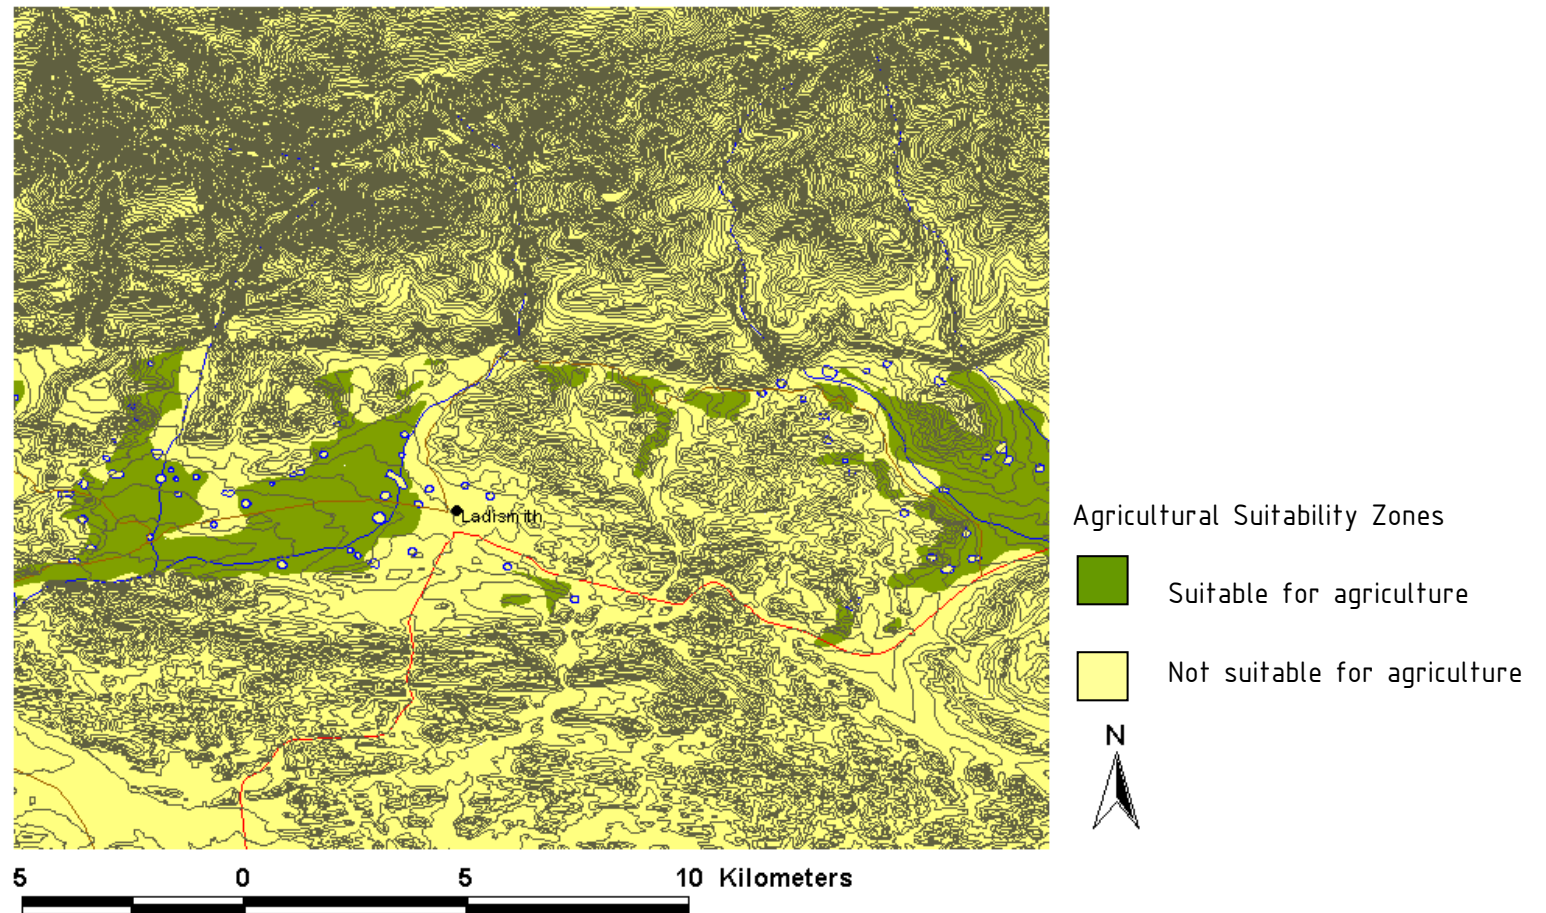 Ladismith
Agricultural Suitability Zones
Suitable for agriculture
Not suitable for agriculture
N
5 0 5 10 Kilometers